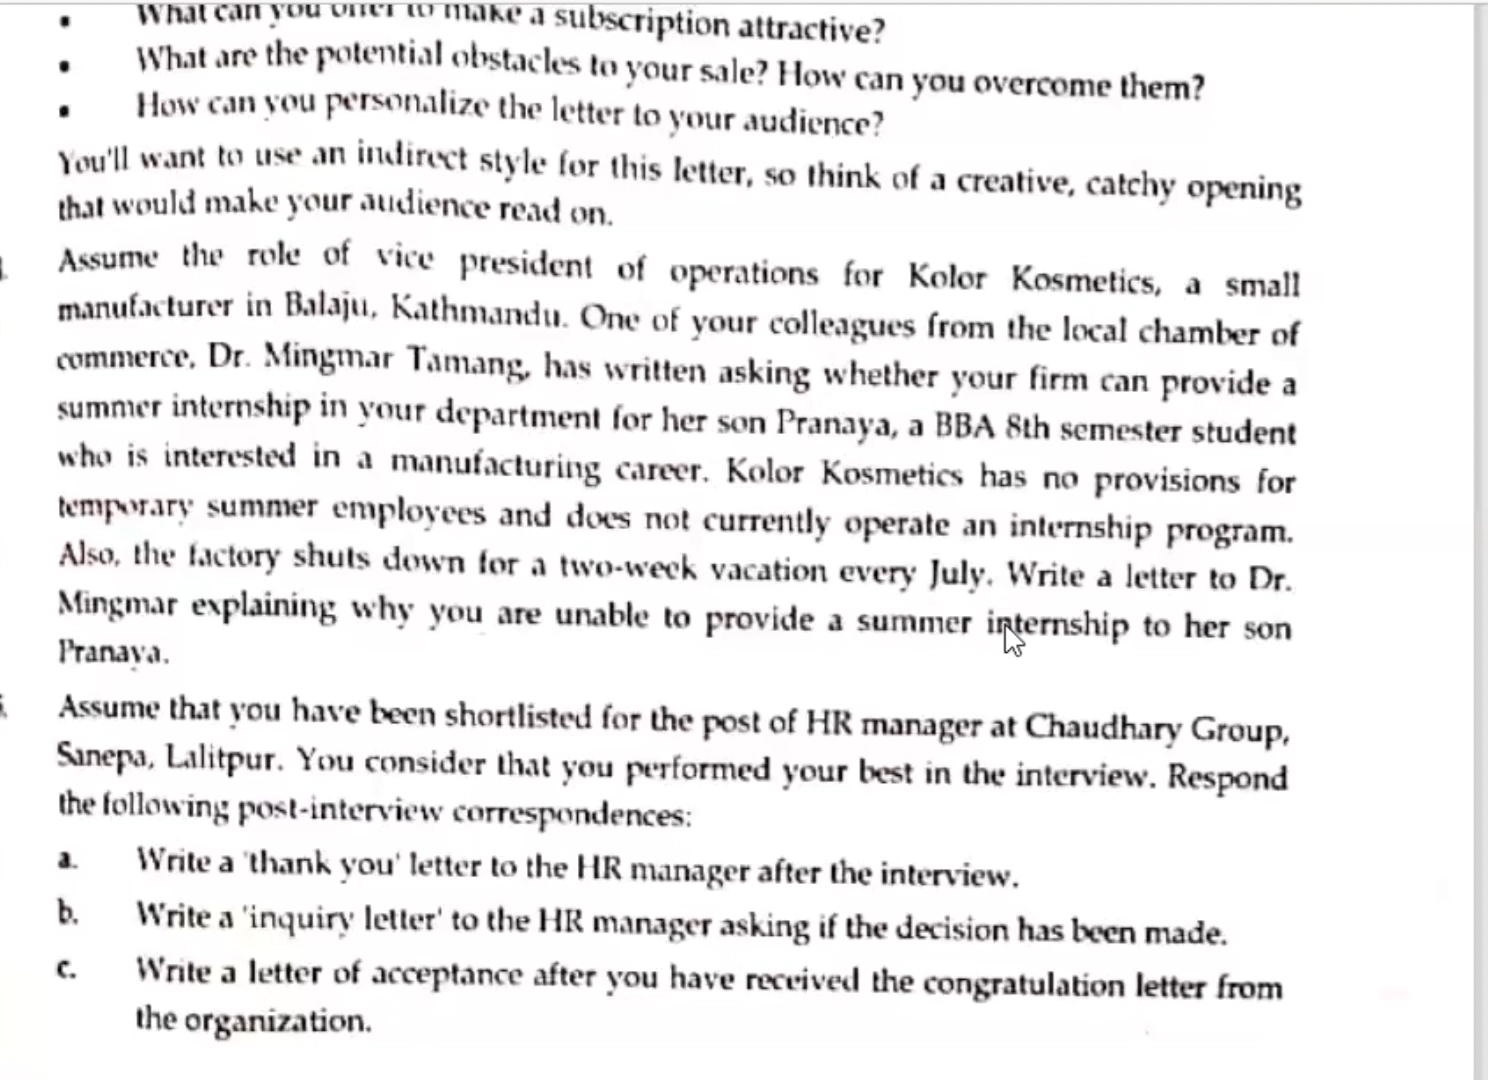 • What can you offer to make a subscription attractive?
• What are the potential obstacles to your sale? How can you overcome them?
• How can you personalize the letter to your audience?
You'll want to use an indirect style for this letter, so think of a creative, catchy opening
that would make your audience read on.
Assume the role of vice president of operations for Kolor Kosmetics, a small
manufacturer in Balaju, Kathmandu. One of your colleagues from the local chamber of
commerce, Dr. Mingmar Tamang, has written asking whether your firm can provide a
summer internship in your department for her son Pranaya, a BBA 8th semester student
who is interested in a manufacturing career. Kolor Kosmetics has no provisions for
temporary summer employees and does not currently operate an internship program.
Also, the factory shuts down for a two-week vacation every July. Write a letter to Dr.
Mingmar explaining why you are unable to provide a summer internship to her son
Pranaya.
Assume that you have been shortlisted for the post of HR manager at Chaudhary Group,
Sanepa, Lalitpur. You consider that you performed your best in the interview. Respond
the following post-interview correspondences:
a. Write a 'thank you' letter to the HR manager after the interview.
b. Write a 'inquiry letter' to the HR manager asking if the decision has been made.
c. Write a letter of acceptance after you have received the congratulation letter from
the organization.